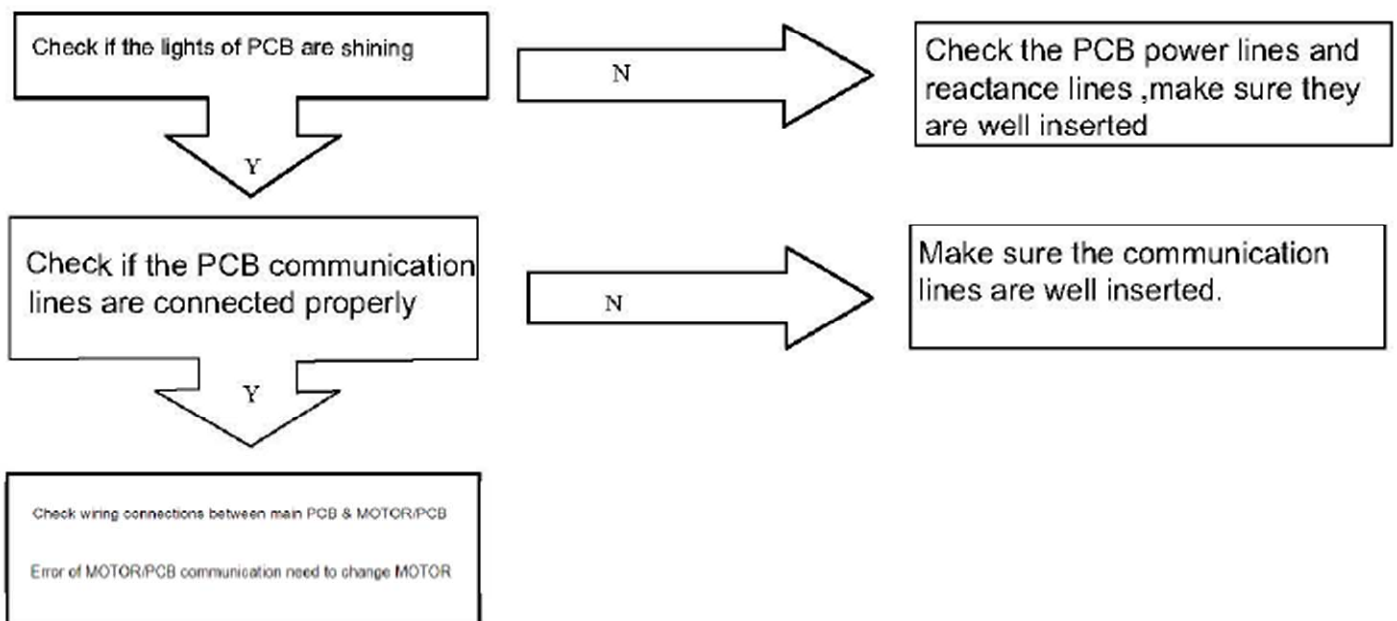 Check if the lights of PCB are shining
N
Check the PCB power lines and
reactance lines ,make sure they
are well inserted
Y
Check if the PCB communication
lines are connected properly
N
Make sure the communication
lines are well inserted.
Y
Check wiring connections between main PCB & MOTOR/PCB
Error of MOTOR/PCB communication need to change MOTOR